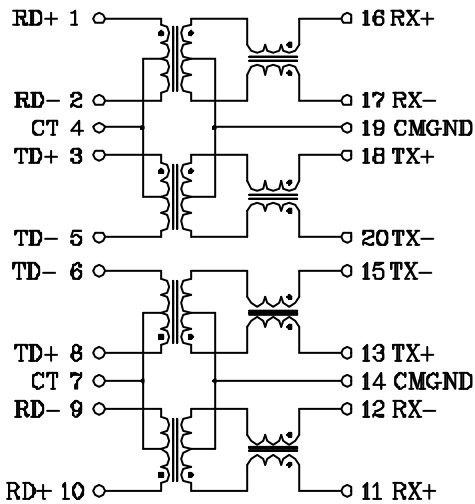 RD+ 1 16 RX+
RD- 2 17 RX-
CT 4 19 CMGND
TD+ 3 18 TX+
TD- 5 20 TX-
TD- 6 15 TX-
TD+ 8 13 TX+
CT 7 14 CMGND
RD- 9 12 RX-
RD+ 10 11 RX+